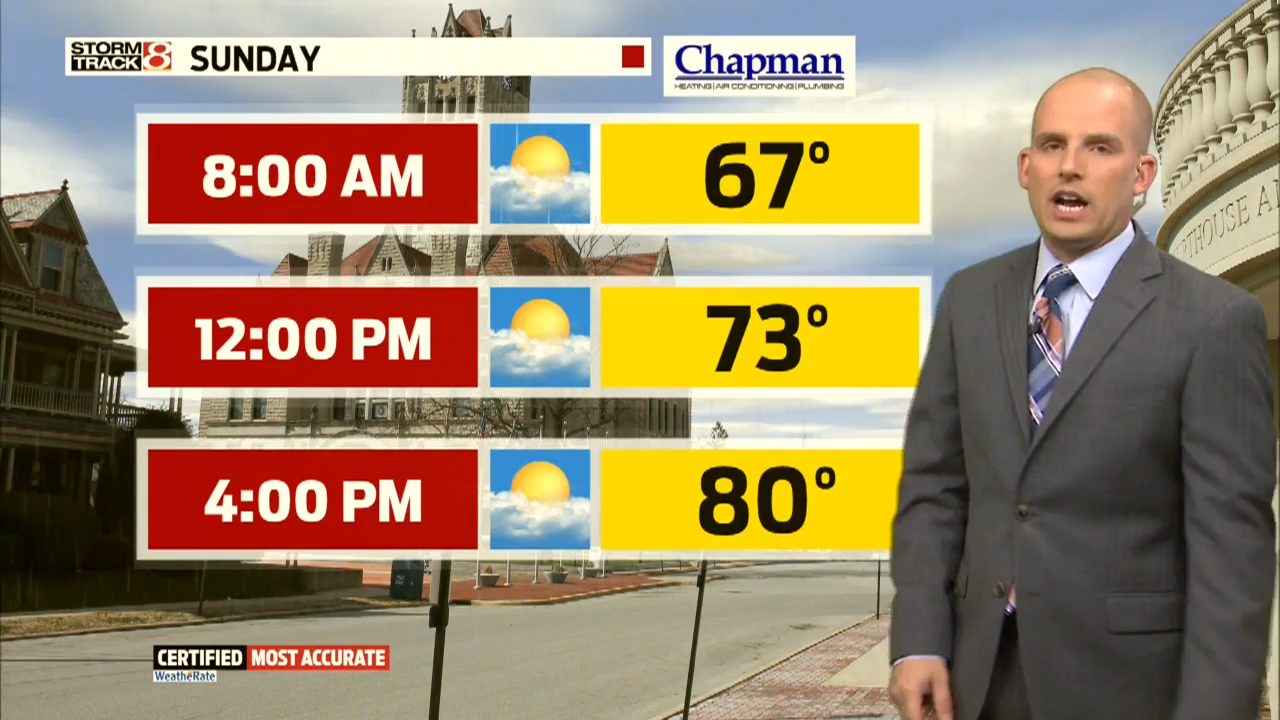 STORM TRACK 8
SUNDAY
Chapman
HEATING|AIR CONDITIONING|PLUMBING
8:00 AM 67°
12:00 PM 73°
4:00 PM 80°
RTHOUSE A
CERTIFIED MOST ACCURATE
WeatheRate